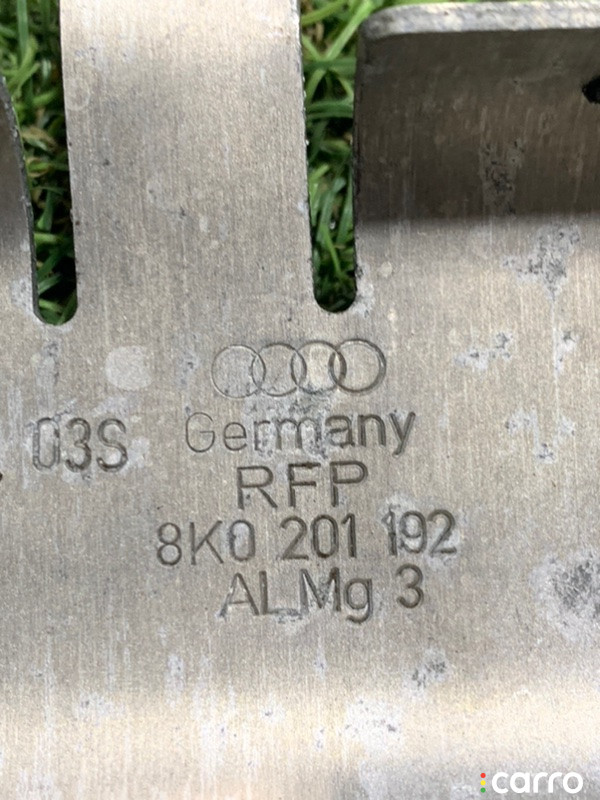 Germany
03S
RFP
8K0 201 192
ALMg 3
carro